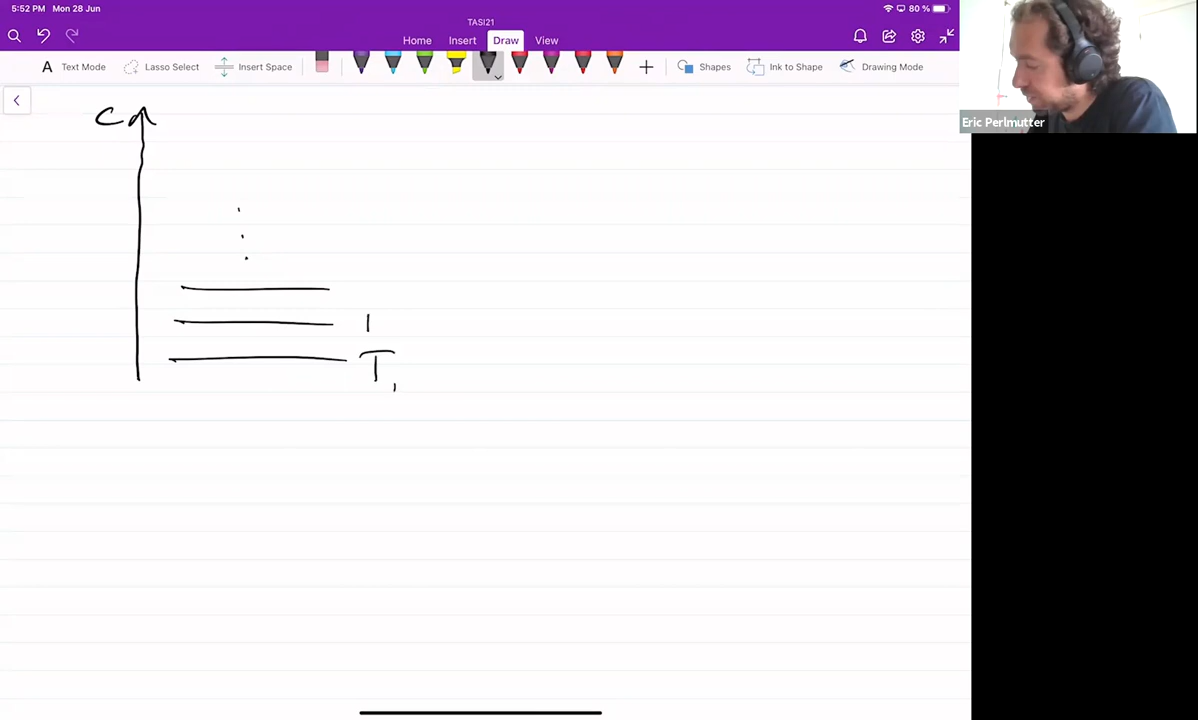 5:52 PM Mon 28 Jun
80 %
TASI21
Home Insert Draw View
A Text Mode Lasso Select Insert Space Shapes Ink to Shape Drawing Mode
Eric Perlmutter
C
T